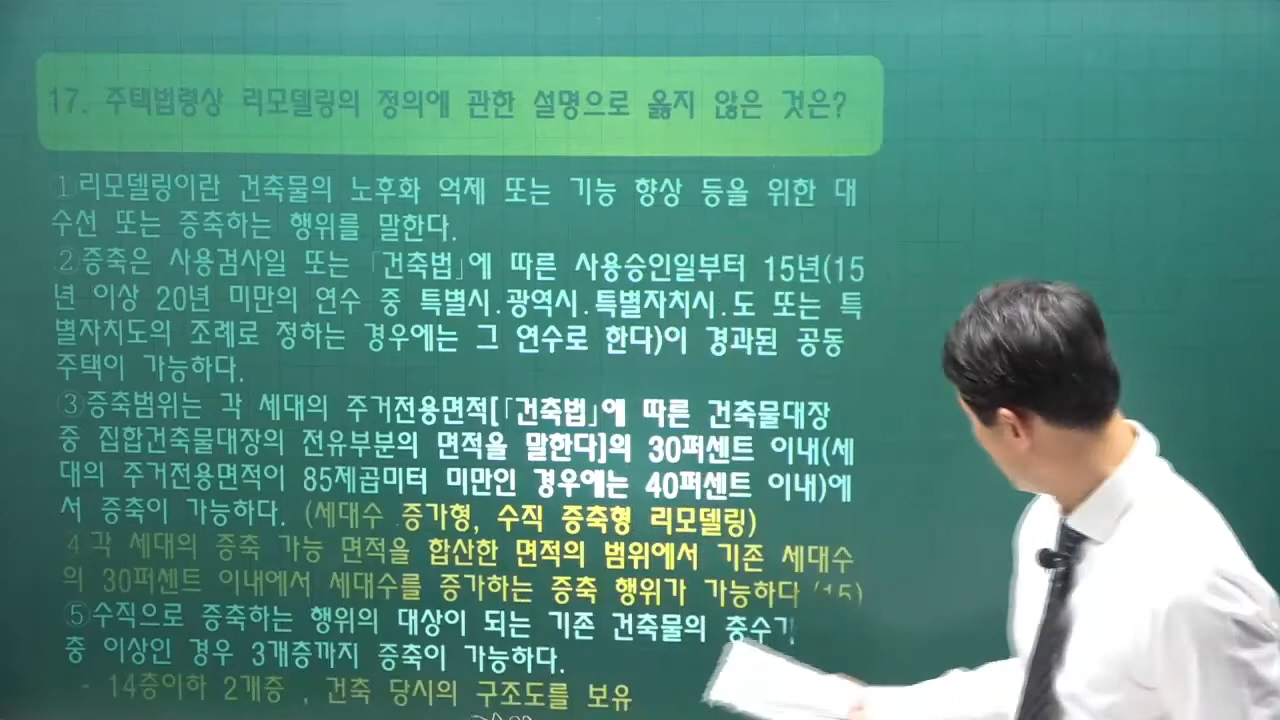 17. 주택법령상 리모델링의 정의에 관한 설명으로 옳지 않은 것은?
①리모델링이란 건축물의 노후화 억제 또는 기능 향상 등을 위한 대
수선 또는 증축하는 행위를 말한다.
②증축은 사용검사일 또는 「건축법」에 따른 사용승인일부터 15년(15
년 이상 20년 미만의 연수 중 특별시.광역시.특별자치시.도 또는 특
별자치도의 조례로 정하는 경우에는 그 연수로 한다)이 경과된 공동
주택이 가능하다.
③증축범위는 각 세대의 주거전용면적[「건축법」에 따른 건축물대장
중 집합건축물대장의 전유부분의 면적을 말한다]의 30퍼센트 이내(세
대의 주거전용면적이 85제곱미터 미만인 경우에는 40퍼센트 이내)에
서 증축이 가능하다. (세대수 증가형, 수직 증축형 리모델링)
4 각 세대의 증축 가능 면적을 합산한 면적의 범위에서 기존 세대수
의 30퍼센트 이내에서 세대수를 증가하는 증축 행위가 가능하다 (15)
⑤수직으로 증축하는 행위의 대상이 되는 기존 건축물의 층수가
층 이상인 경우 3개층까지 증축이 가능하다.
- 14층이하 2개층 , 건축 당시의 구조도를 보유